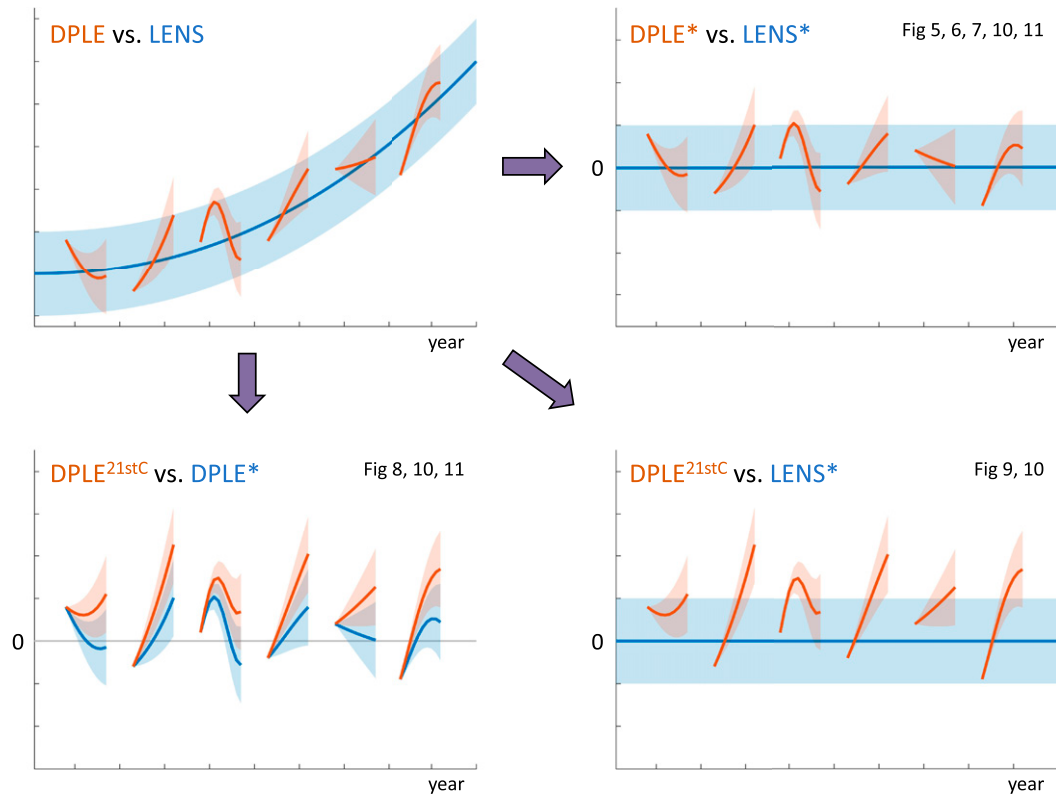 DPLE vs. LENS
year
DPLE* vs. LENS*
Fig 5, 6, 7, 10, 11
0
year
DPLE21stC vs. DPLE*
Fig 8, 10, 11
0
year
DPLE21stC vs. LENS*
Fig 9, 10
0
year